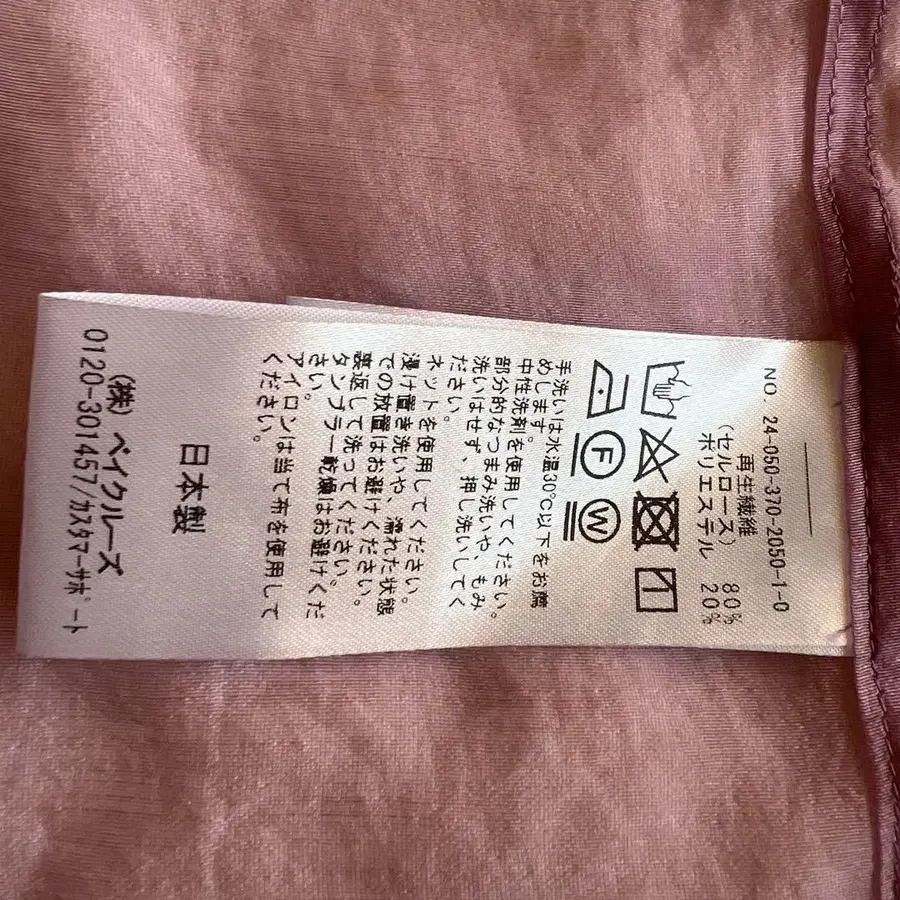 NO. 24-050-370-2050-1-0
再生繊維
(セルロース) 80%
ポリエステル 20%
F
W
手洗いは水温30℃以下をお薦
めします。
中性洗剤を使用してください。
部分的なつまみ洗いや、もみ
洗いはせず、押し洗いしてく
ださい。
ネットを使用してください。
浸け置き洗いや、濡れた状態
での放置はお避けください。
裏返して洗ってください。
タンブラー乾燥はお避けくだ
さい。
アイロンは当て布を使用して
ください。
日本製
(株) ベイクルーズ
0120-301457/カスタマーサポート